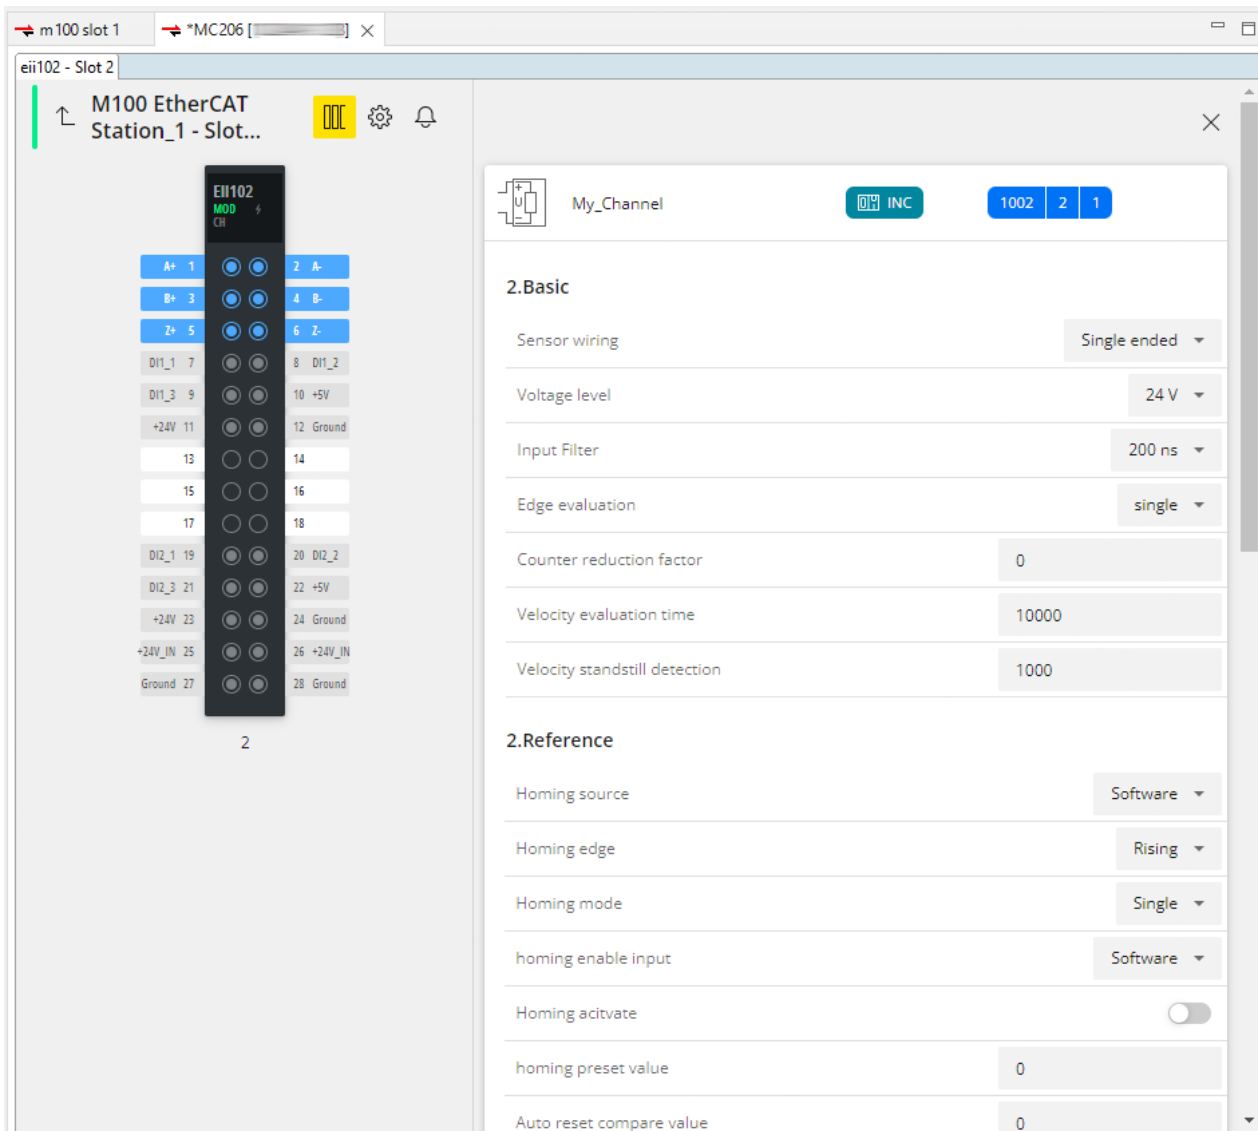 m100 slot 1
*MC206 [
]
eii102 - Slot 2
M100 EtherCAT
Station_1 - Slot...
EII102
MOD
CH
A+ 1 2 A-
B+ 3 4 B-
Z+ 5 6 Z-
DI1_1 7 8 DI1_2
DI1_3 9 10 +5V
+24V 11 12 Ground
13 14
15 16
17 18
DI2_1 19 20 DI2_2
DI2_3 21 22 +5V
+24V 23 24 Ground
+24V_IN 25 26 +24V_IN
Ground 27 28 Ground
2
U
My_Channel
INC
1002 2 1
2.Basic
Sensor wiring Single ended
Voltage level 24 V
Input Filter 200 ns
Edge evaluation single
Counter reduction factor 0
Velocity evaluation time 10000
Velocity standstill detection 1000
2.Reference
Homing source Software
Homing edge Rising
Homing mode Single
homing enable input Software
Homing acitvate
homing preset value 0
Auto reset compare value 0